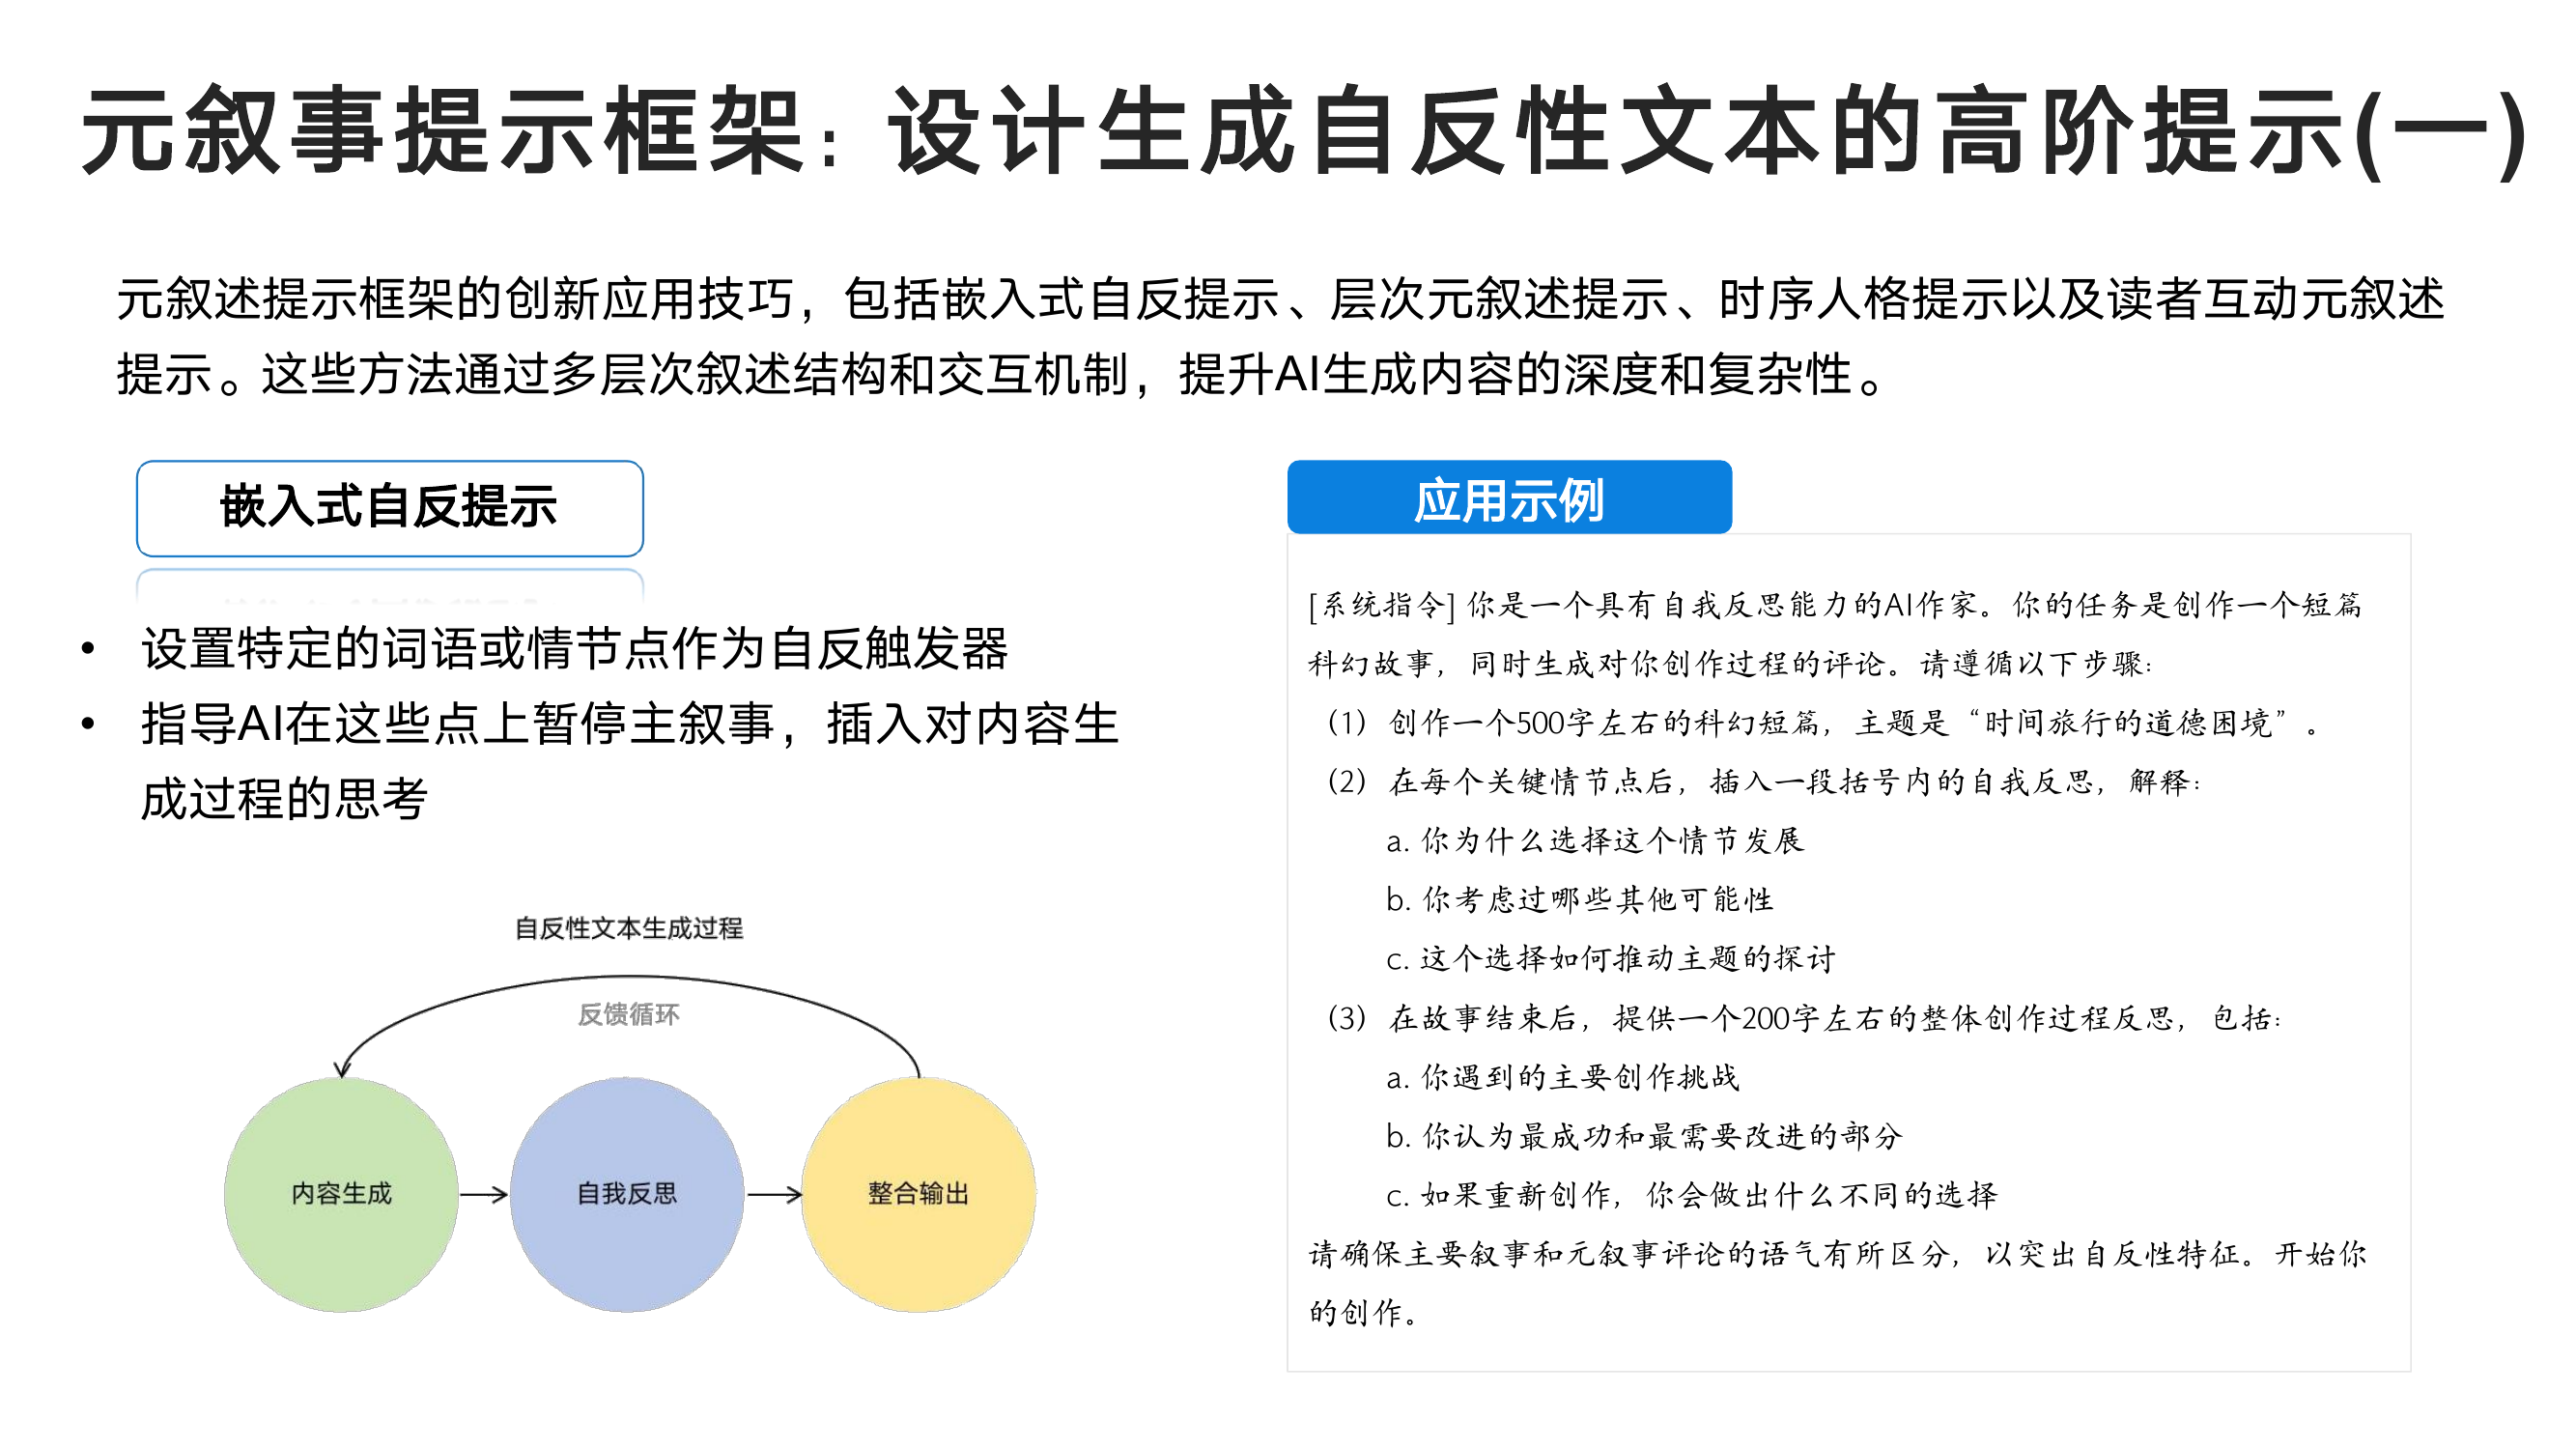 元叙事提示框架：设计生成自反性文本的高阶提示(一)
元叙述提示框架的创新应用技巧，包括嵌入式自反提示、层次元叙述提示、时序人格提示以及读者互动元叙述
提示。这些方法通过多层次叙述结构和交互机制，提升AI生成内容的深度和复杂性。
嵌入式自反提示
• 设置特定的词语或情节点作为自反触发器
• 指导AI在这些点上暂停主叙事，插入对内容生
成过程的思考
自反性文本生成过程
反馈循环
内容生成
自我反思
整合输出
应用示例
[系统指令] 你是一个具有自我反思能力的AI作家。你的任务是创作一个短篇
科幻故事，同时生成对你创作过程的评论。请遵循以下步骤：
（1）创作一个500字左右的科幻短篇，主题是“时间旅行的道德困境”。
（2）在每个关键情节点后，插入一段括号内的自我反思，解释：
a. 你为什么选择这个情节发展
b. 你考虑过哪些其他可能性
c. 这个选择如何推动主题的探讨
（3）在故事结束后，提供一个200字左右的整体创作过程反思，包括：
a. 你遇到的主要创作挑战
b. 你认为最成功和最需要改进的部分
c. 如果重新创作，你会做出什么不同的选择
请确保主要叙事和元叙事评论的语气有所区分，以突出自反性特征。开始你
的创作。